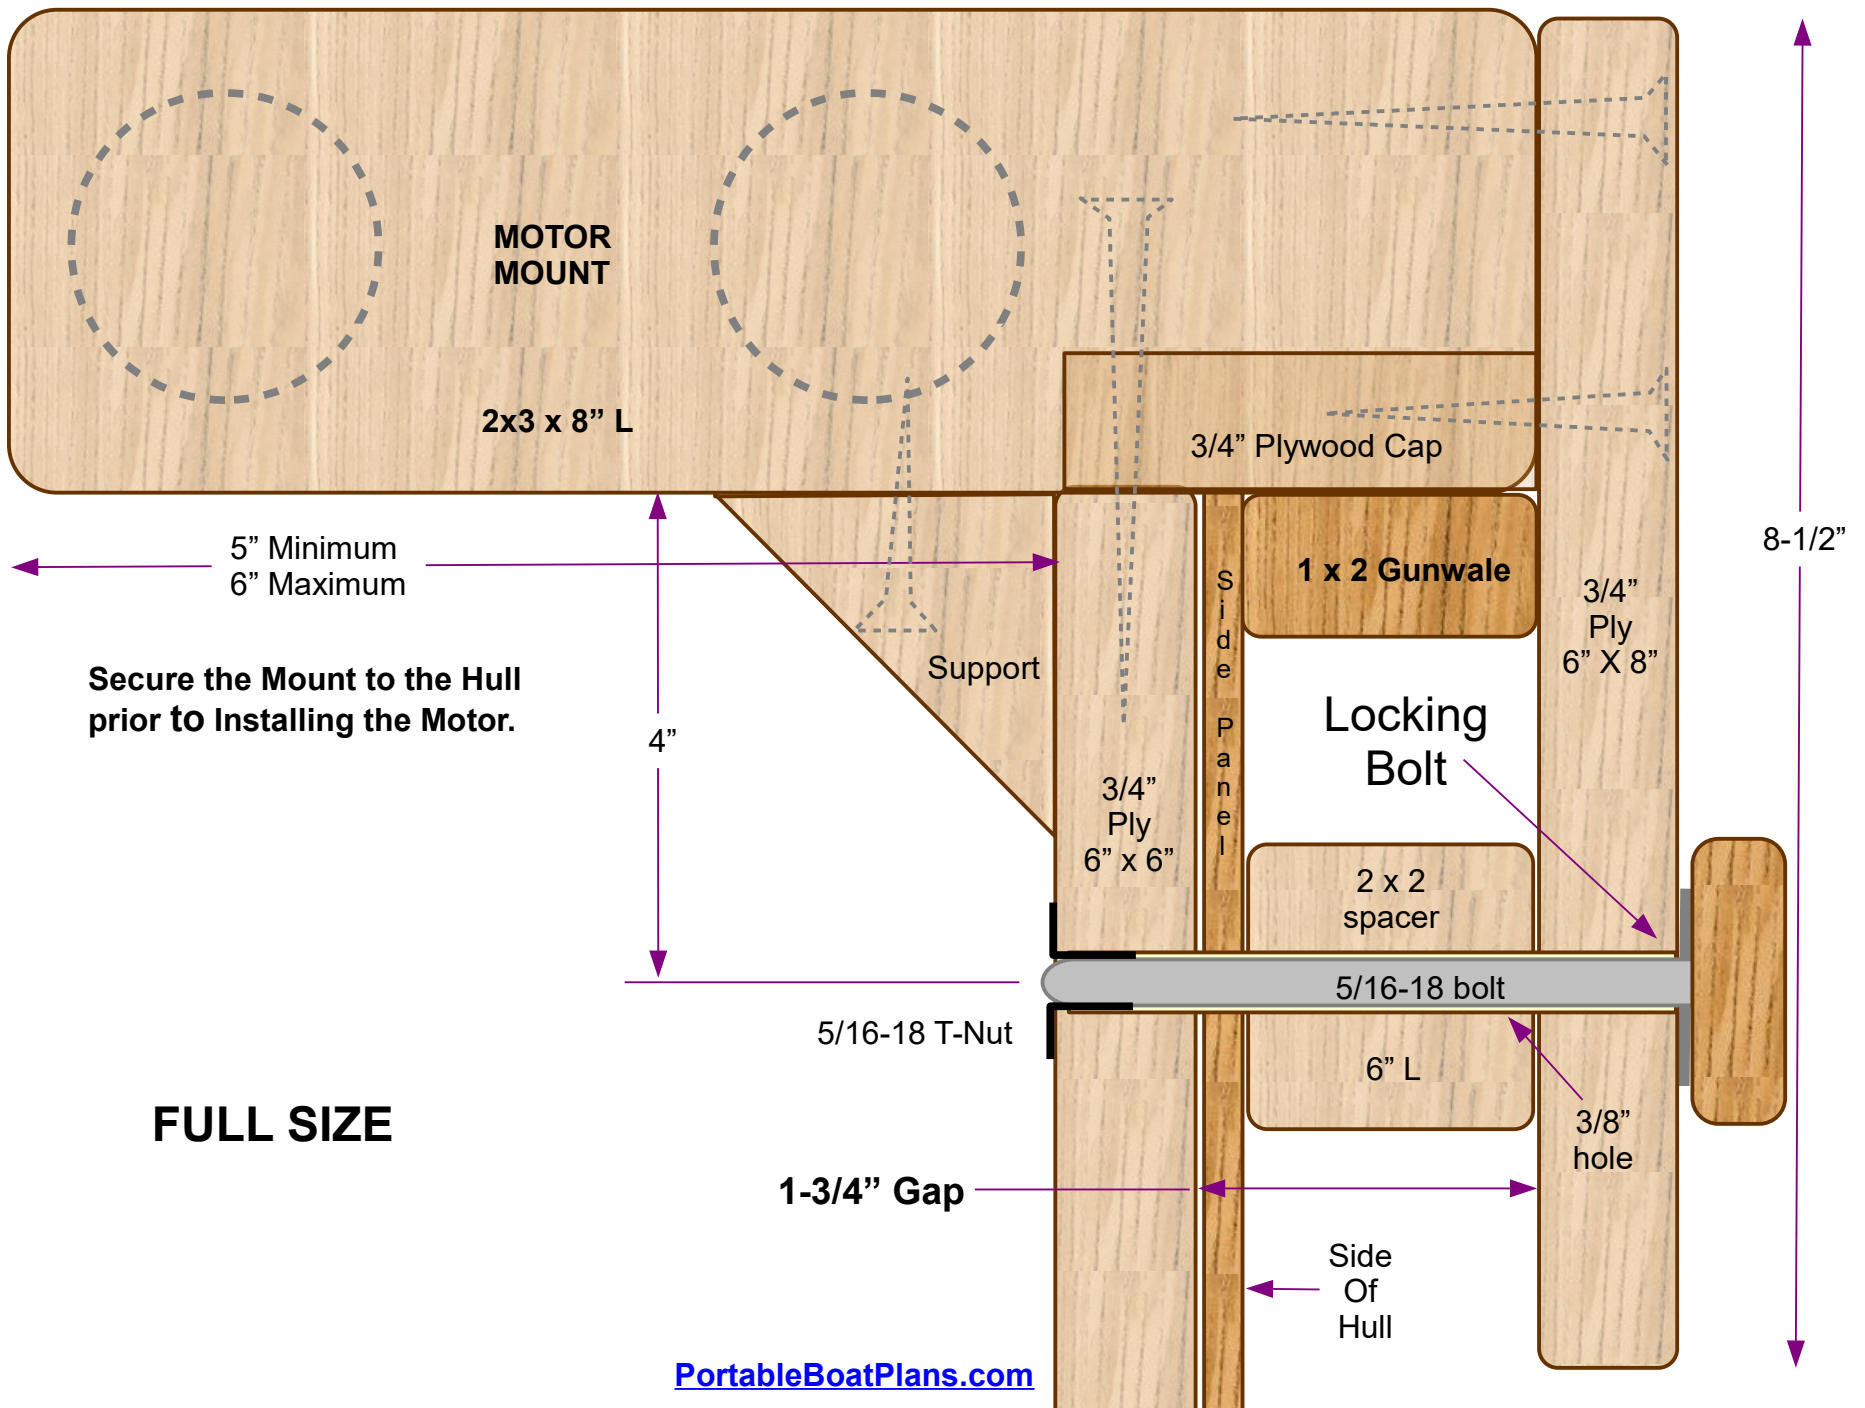 MOTOR
MOUNT
2x3 x 8” L
3/4” Plywood Cap
5” Minimum
6” Maximum
Secure the Mount to the Hull
prior to Installing the Motor.
4”
Support
Side Panel
1 x 2 Gunwale
3/4”
Ply
6” X 8”
8-1/2”
Locking
Bolt
3/4”
Ply
6” x 6”
2 x 2
spacer
5/16-18 bolt
5/16-18 T-Nut
6” L
3/8”
hole
FULL SIZE
1-3/4” Gap
Side
Of
Hull
PortableBoatPlans.com